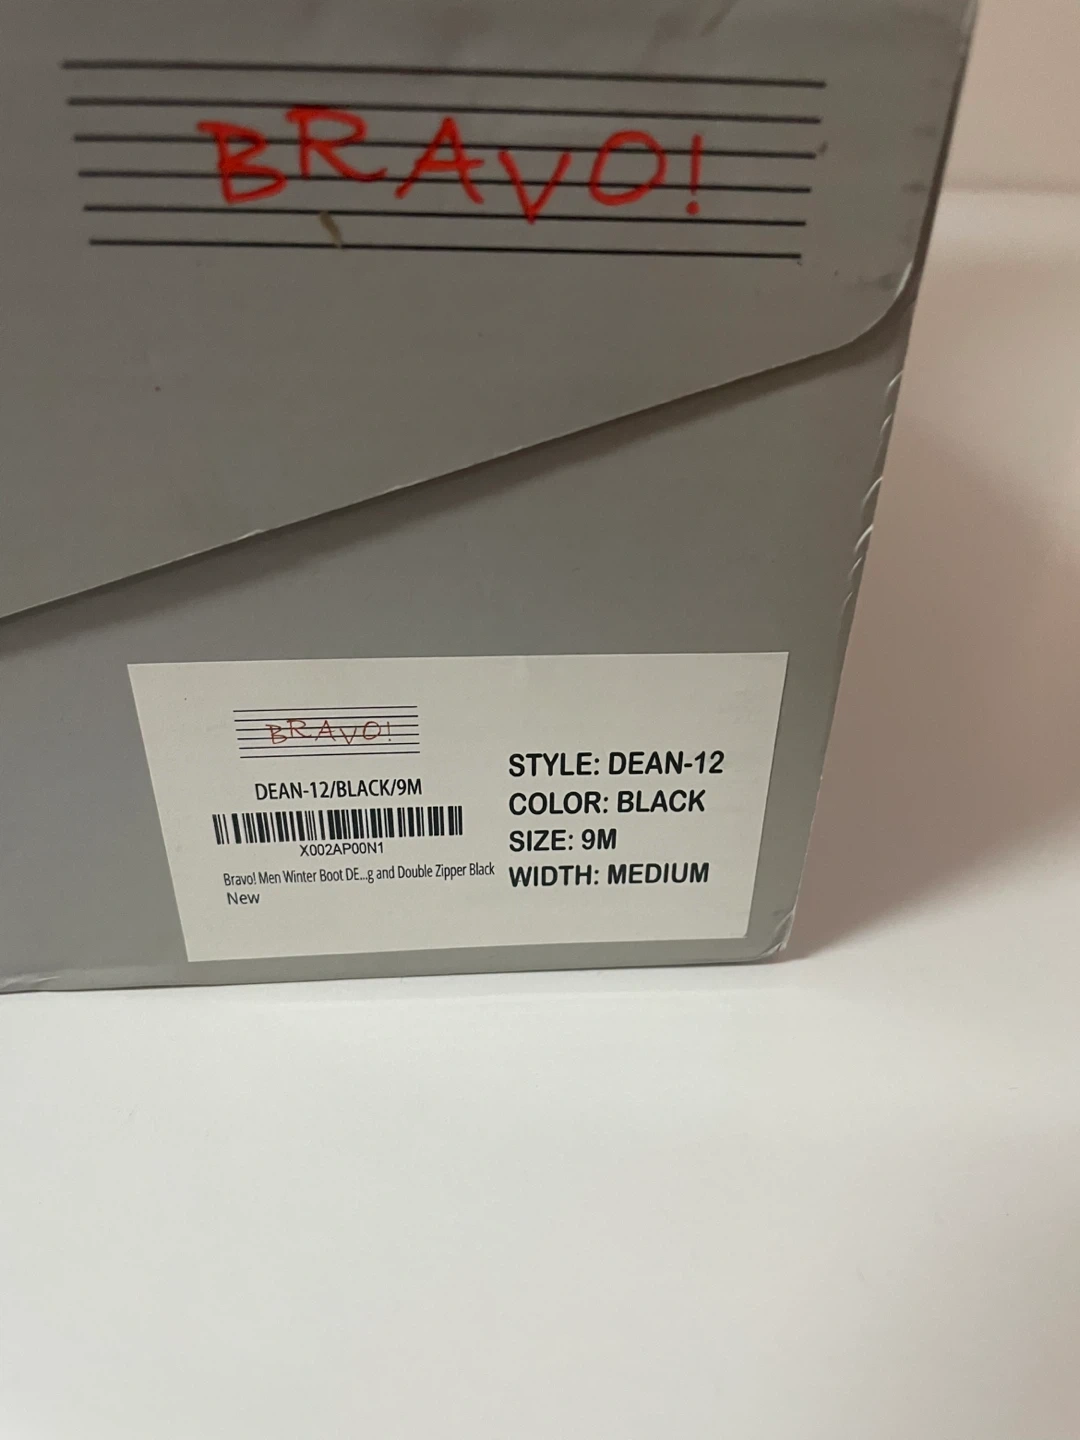 BRAVO!
BRAVO!
DEAN-12/BLACK/9M
X002AP00N1
Bravo! Men Winter Boot DE...g and Double Zipper Black
New
STYLE: DEAN-12
COLOR: BLACK
SIZE: 9M
WIDTH: MEDIUM